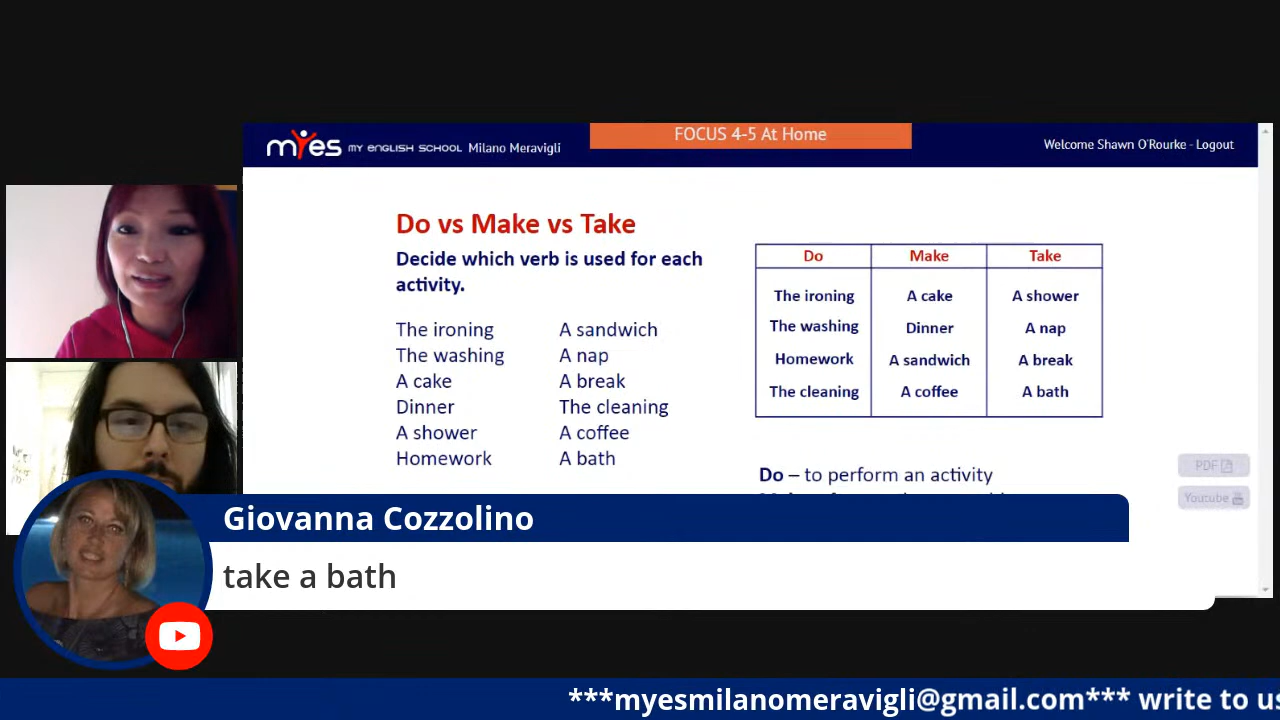 myes MY ENGLISH SCHOOL Milano Meravigli
FOCUS 4-5 At Home
Welcome Shawn O'Rourke - Logout
Do vs Make vs Take
Decide which verb is used for each
activity.
The ironing
The washing
A cake
Dinner
A shower
Homework
A sandwich
A nap
A break
The cleaning
A coffee
A bath
Do Make Take
The ironing A cake A shower
The washing Dinner A nap
Homework A sandwich A break
The cleaning A coffee A bath
Do – to perform an activity
PDF
Youtube
Giovanna Cozzolino
take a bath
***myesmilanomeravigli@gmail.com*** write to us